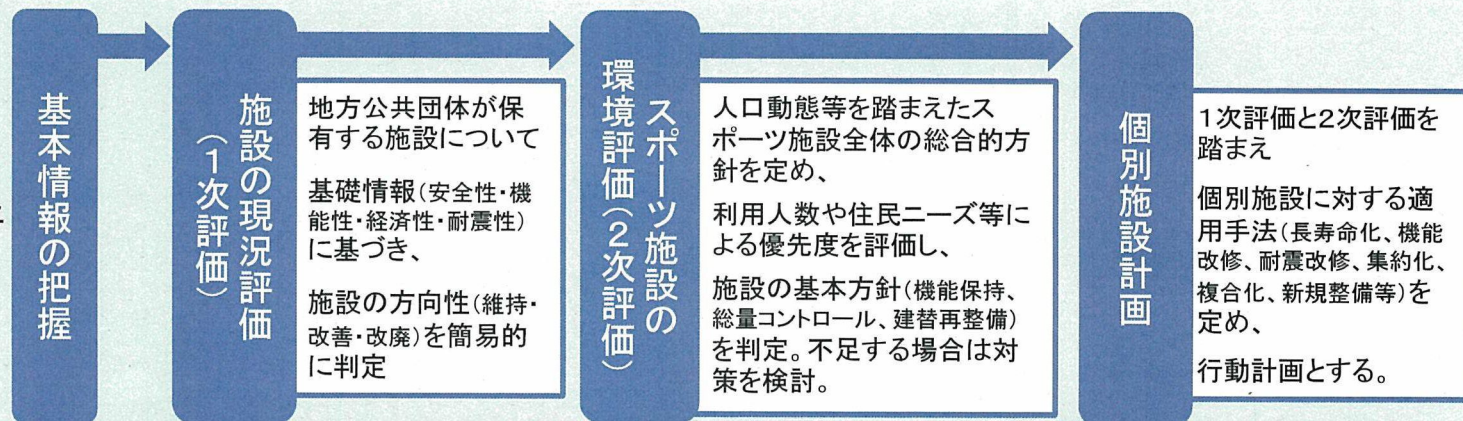 基本情報の把握
施設の現況評価
(1次評価)
地方公共団体が保
有する施設について
基礎情報(安全性・機
能性・経済性・耐震性)
に基づき、
施設の方向性(維持・
改善・改廃)を簡易的
に判定
スポーツ施設の
環境評価(2次評価)
人口動態等を踏まえたス
ポーツ施設全体の総合的方
針を定め、
利用人数や住民ニーズ等に
よる優先度を評価し、
施設の基本方針(機能保持、
総量コントロール、建替再整備)
を判定。不足する場合は対
策を検討。
個別施設計画
1次評価と2次評価を
踏まえ
個別施設に対する適
用手法(長寿命化、機能
改修、耐震改修、集約化、
複合化、新規整備等)を
定め、
行動計画とする。